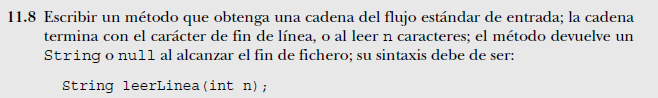 11.8 Escribir un método que obtenga una cadena del flujo estándar de entrada; la cadena
termina con el carácter de fin de línea, o al leer n caracteres; el método devuelve un
String o null al alcanzar el fin de fichero; su sintaxis debe de ser:
String leerLinea(int n);